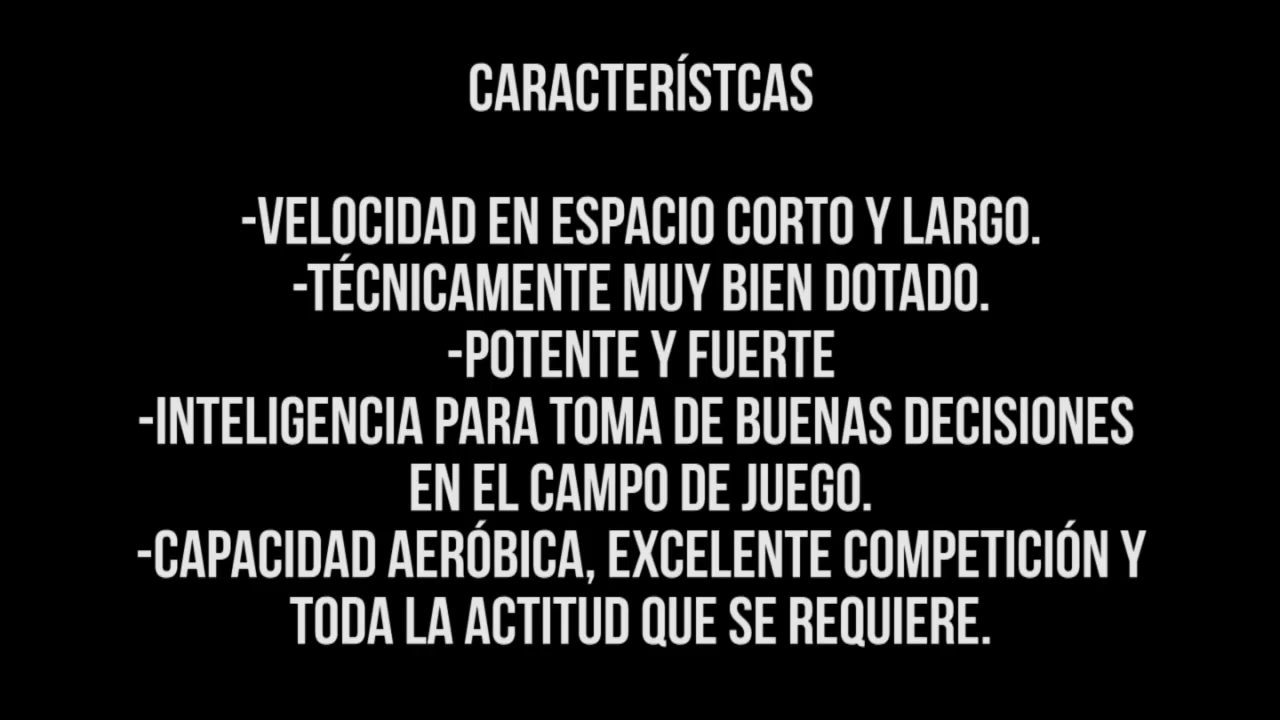 CARACTERÍSTCAS
-VELOCIDAD EN ESPACIO CORTO Y LARGO.
-TÉCNICAMENTE MUY BIEN DOTADO.
-POTENTE Y FUERTE
-INTELIGENCIA PARA TOMA DE BUENAS DECISIONES
EN EL CAMPO DE JUEGO.
-CAPACIDAD AERÓBICA, EXCELENTE COMPETICIÓN Y
TODA LA ACTITUD QUE SE REQUIERE.